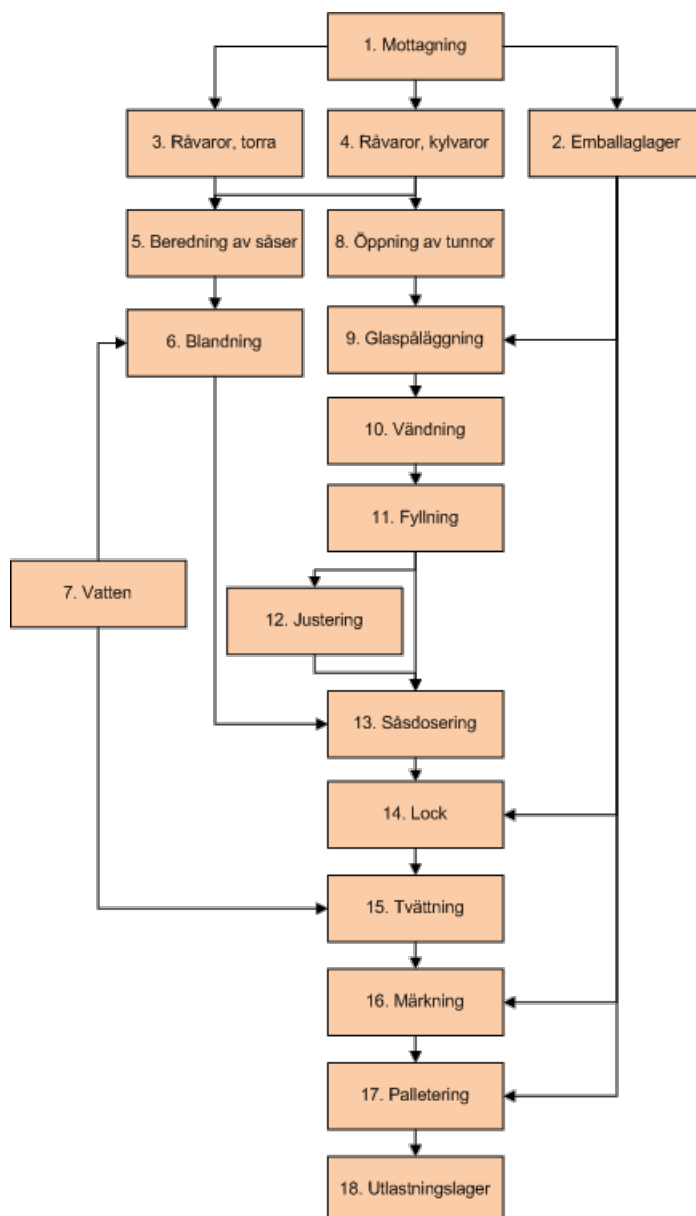 1. Mottagning
3. Råvaror, torra
4. Råvaror, kylvaror
2. Emballaglager
5. Beredning av såser
8. Öppning av tunnor
6. Blandning
9. Glaspåläggning
10. Vändning
11. Fyllning
7. Vatten
12. Justering
13. Såsdosering
14. Lock
15. Tvättning
16. Märkning
17. Palletering
18. Utlastningslager